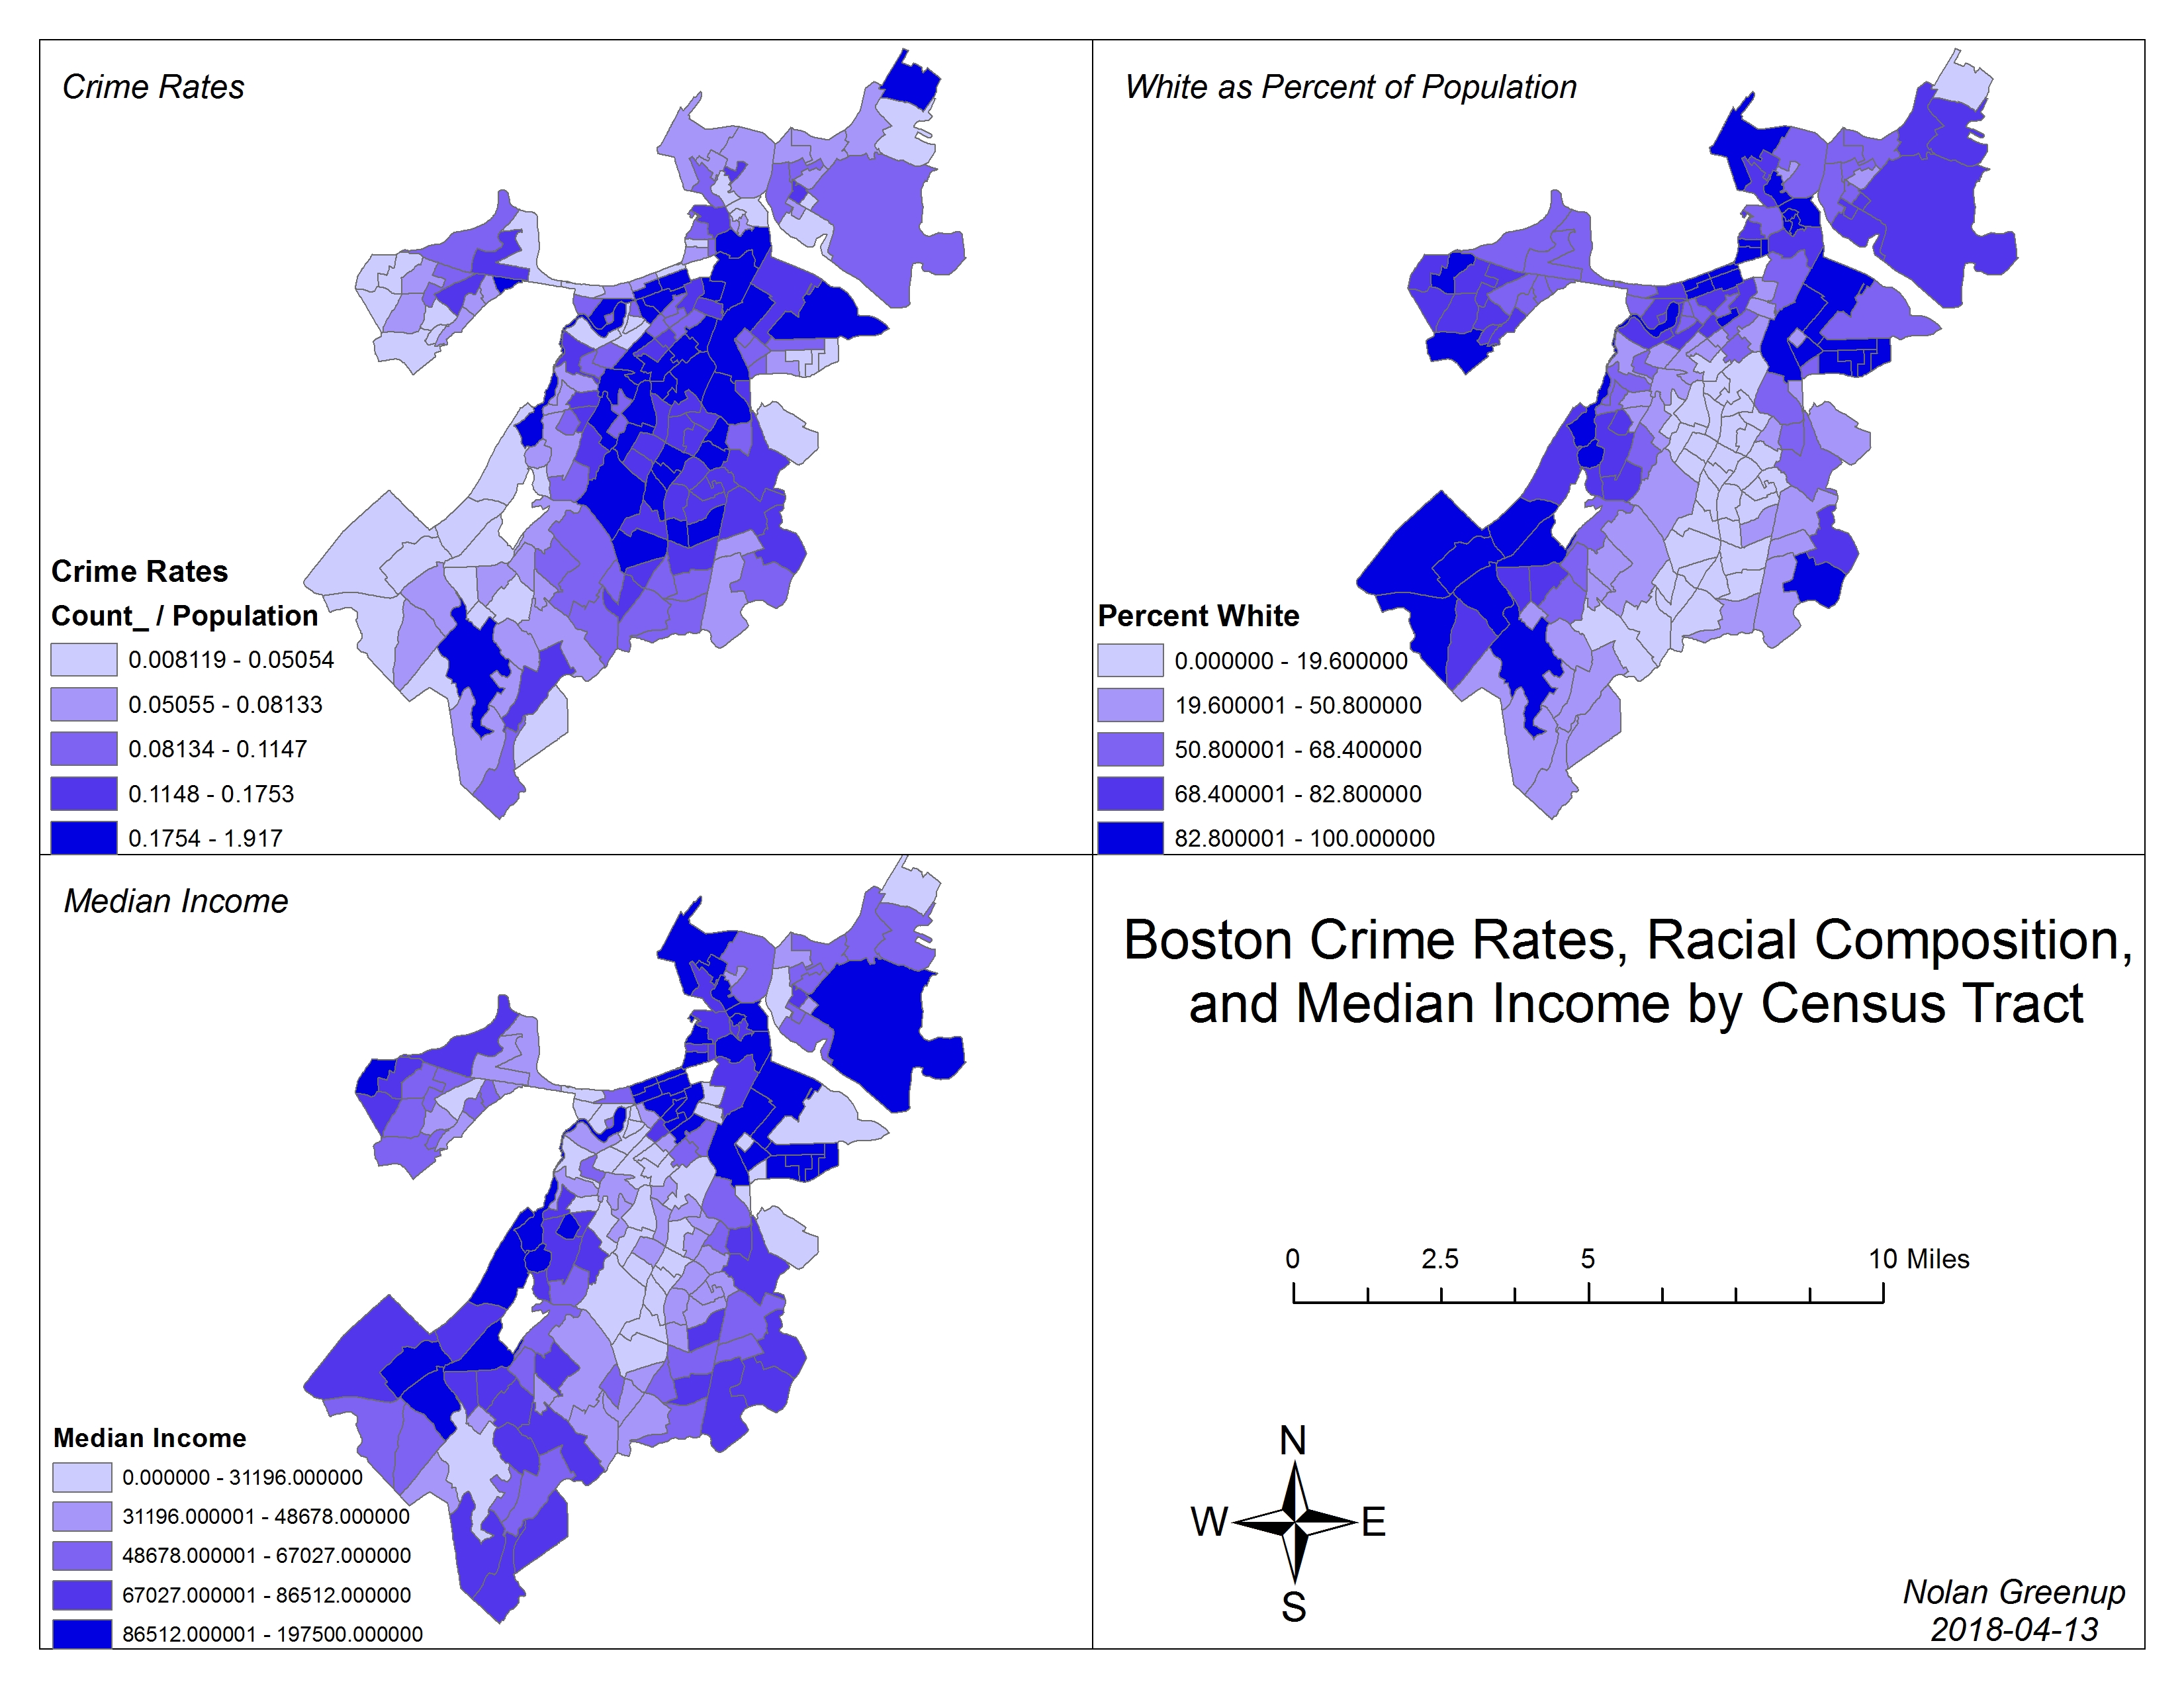 Crime Rates
Crime Rates
Count_ / Population
0.008119 - 0.05054
0.05055 - 0.08133
0.08134 - 0.1147
0.1148 - 0.1753
0.1754 - 1.917
White as Percent of Population
Percent White
0.000000 - 19.600000
19.600001 - 50.800000
50.800001 - 68.400000
68.400001 - 82.800000
82.800001 - 100.000000
Median Income
Median Income
0.000000 - 31196.000000
31196.000001 - 48678.000000
48678.000001 - 67027.000000
67027.000001 - 86512.000000
86512.000001 - 197500.000000
Boston Crime Rates, Racial Composition,
and Median Income by Census Tract
0 2.5 5 10 Miles
N
W E
S
Nolan Greenup
2018-04-13